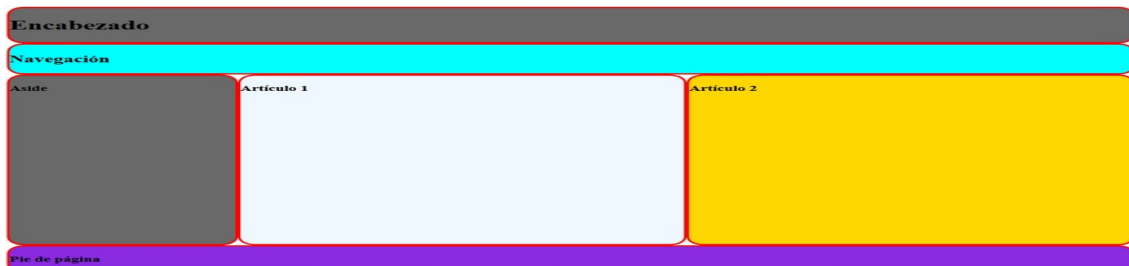 Encabezado
Navegación
Aside
Artículo 1
Artículo 2
Pie de página